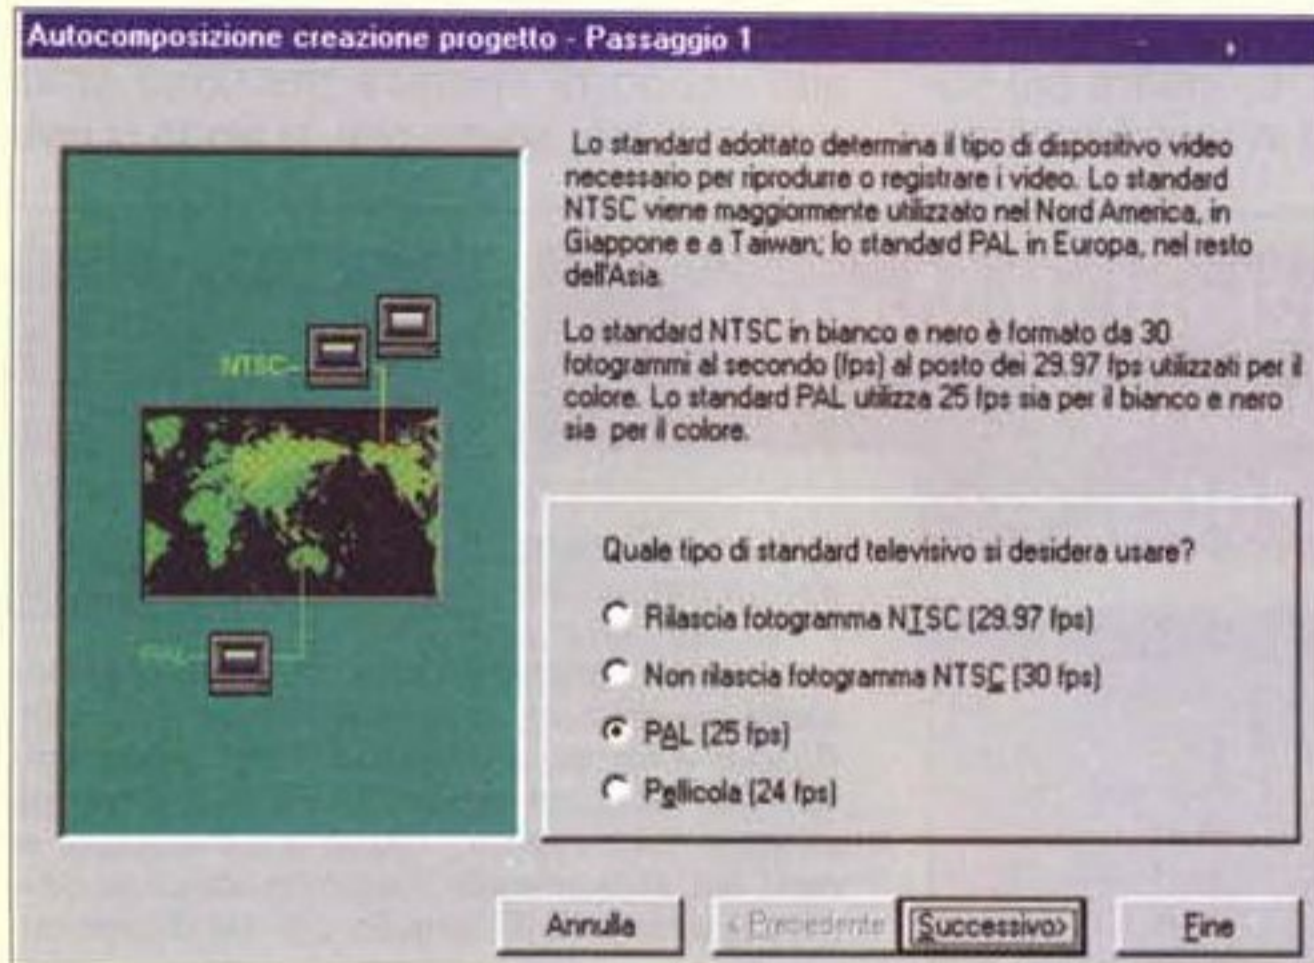 Autocomposizione creazione progetto - Passaggio 1
Lo standard adottato determina il tipo di dispositivo video
necessario per riprodurre o registrare i video. Lo standard
NTSC viene maggiormente utilizzato nel Nord America, in
Giappone e a Taiwan; lo standard PAL in Europa, nel resto
dell'Asia.
Lo standard NTSC in bianco e nero è formato da 30
fotogrammi al secondo (fps) al posto dei 29.97 fps utilizzati per il
colore. Lo standard PAL utilizza 25 fps sia per il bianco e nero
sia per il colore.
NTSC
PAL
Quale tipo di standard televisivo si desidera usare?
Rilascia fotogramma NTSC (29.97 fps)
Non rilascia fotogramma NTSC (30 fps)
PAL (25 fps)
Pellicola (24 fps)
Annulla
< Precedente
Successivo>
Fine